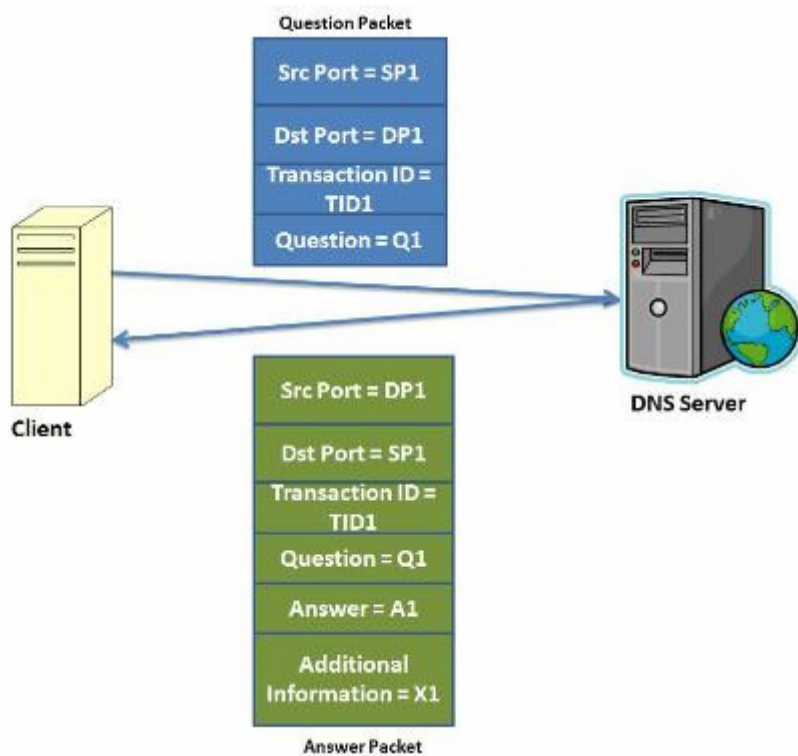 Question Packet
Src Port = SP1
Dst Port = DP1
Transaction ID =
TID1
Question = Q1
Client
DNS Server
Src Port = DP1
Dst Port = SP1
Transaction ID =
TID1
Question = Q1
Answer = A1
Additional
Information = X1
Answer Packet